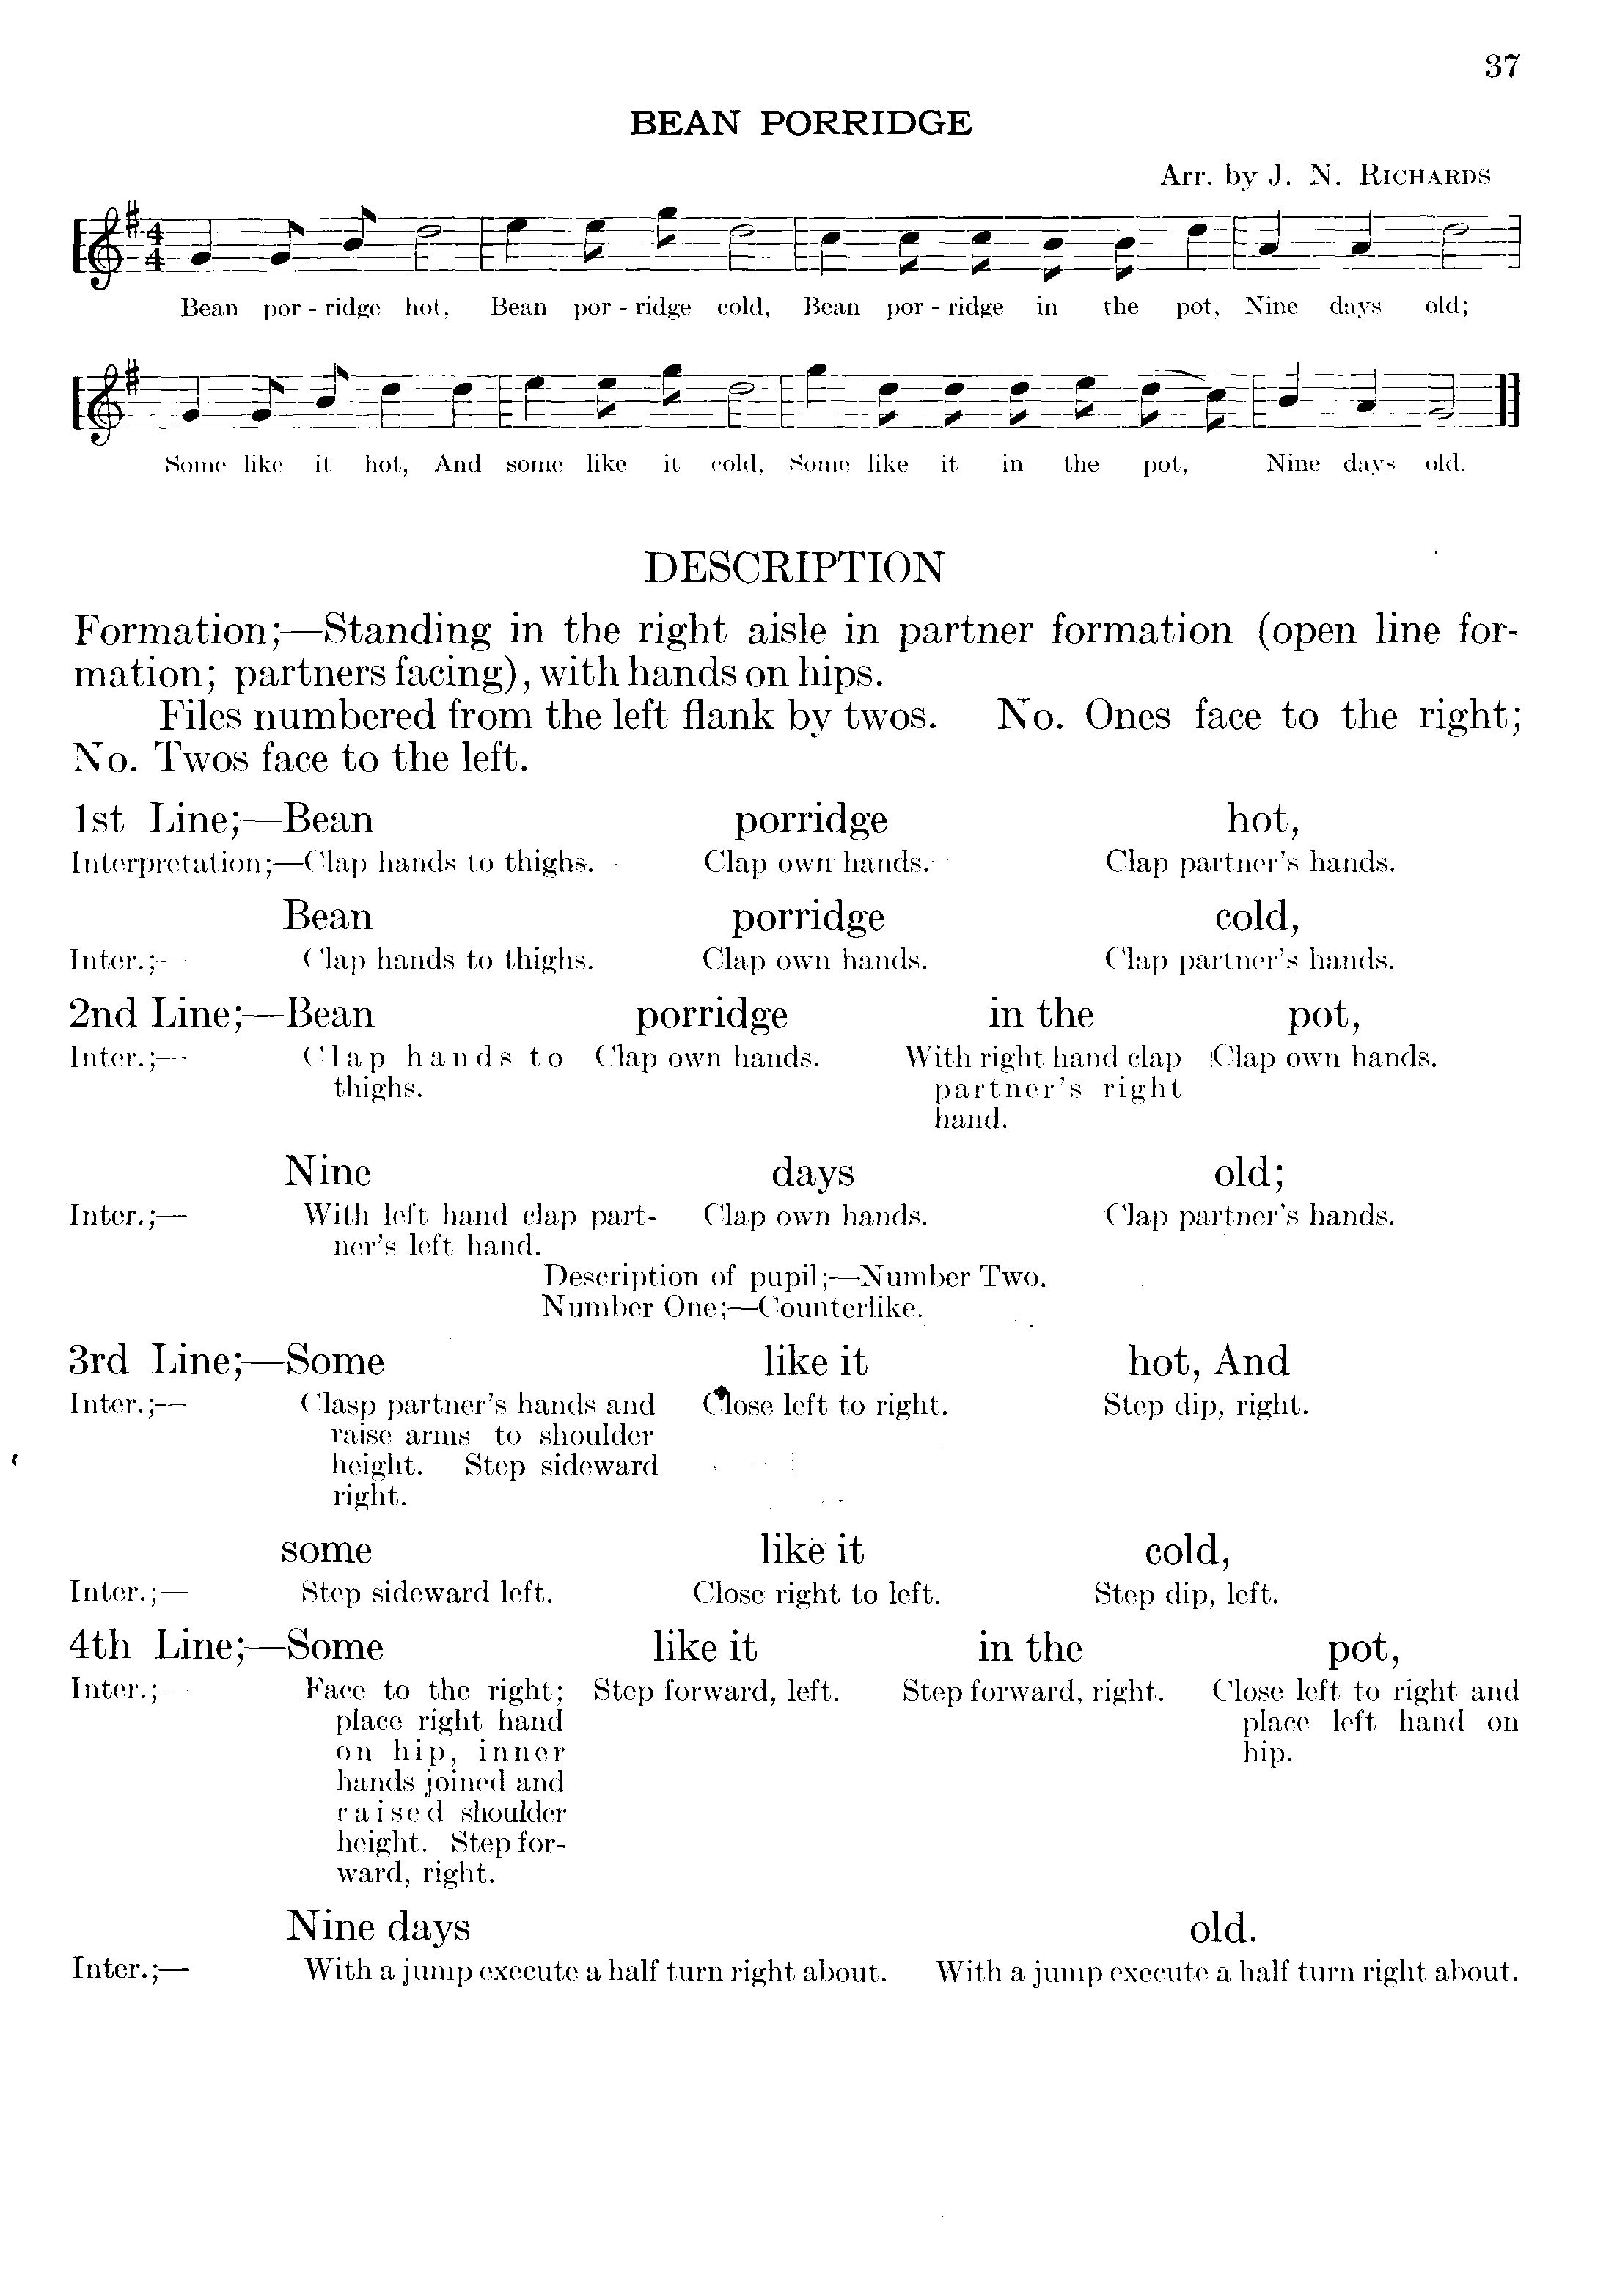 37
BEAN PORRIDGE
Arr. by J. N. RICHARDS
4
4
Bean por - ridge hot, Bean por - ridge cold, Bean por - ridge in the pot, Nine days old;
Some like it hot, And some like it cold, Some like it in the pot, Nine days old.
DESCRIPTION
Formation;—Standing in the right aisle in partner formation (open line for-
mation; partners facing), with hands on hips.
Files numbered from the left flank by twos. No. Ones face to the right;
No. Twos face to the left.
1st Line;—Bean porridge hot,
Interpretation;—Clap hands to thighs. Clap own hands. Clap partner's hands.
Bean porridge cold,
Inter.;— Clap hands to thighs. Clap own hands. Clap partner's hands.
2nd Line;—Bean porridge in the pot,
Inter.;— Clap hands to Clap own hands. With right hand clap Clap own hands.
thighs. partner's right
hand.
Nine days old;
Inter.;— With left hand clap part- Clap own hands. Clap partner's hands.
ner's left hand.
Description of pupil;—Number Two.
Number One;—Counterlike.
3rd Line;—Some like it hot, And
Inter.;— Clasp partner's hands and Close left to right. Step dip, right.
raise arms to shoulder
height. Step sideward
right.
some like it cold,
Inter.;— Step sideward left. Close right to left. Step dip, left.
4th Line;—Some like it in the pot,
Inter.;— Face to the right; Step forward, left. Step forward, right. Close left to right and
place right hand place left hand on
on hip, inner hip.
hands joined and
raised shoulder
height. Step for-
ward, right.
Nine days old.
Inter.;— With a jump execute a half turn right about. With a jump execute a half turn right about.